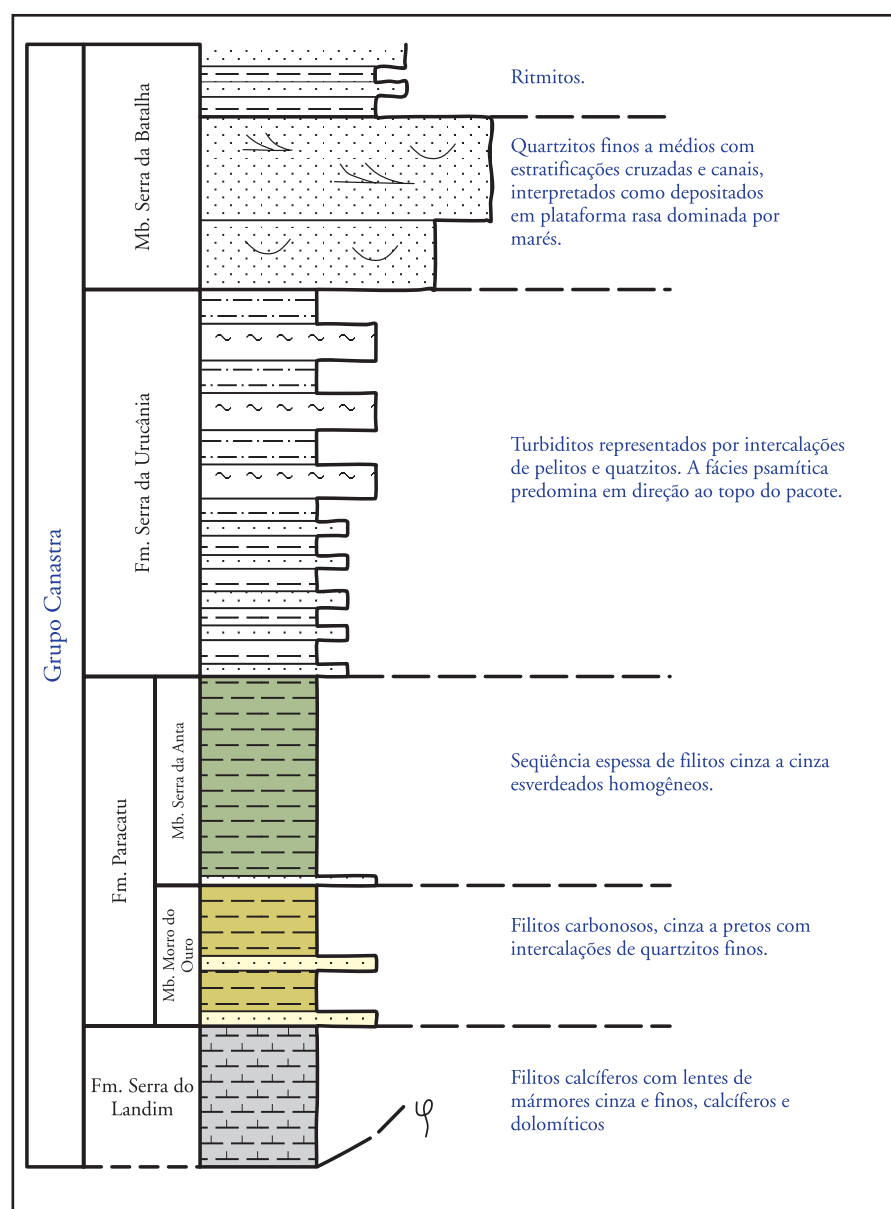 Grupo Canastra
Mb. Serra da Batalha
Ritmitos.
Quartzitos finos a médios com
estratificações cruzadas e canais,
interpretados como depositados
em plataforma rasa dominada por
marés.
Fm. Serra da Urucânia
Turbiditos representados por intercalações
de pelitos e quatzitos. A fácies psamítica
predomina em direção ao topo do pacote.
Fm. Paracatu
Mb. Serra da Anta
Seqüência espessa de filitos cinza a cinza
esverdeados homogêneos.
Mb. Morro do
Ouro
Filitos carbonosos, cinza a pretos com
intercalações de quartzitos finos.
Fm. Serra do
Landim
Filitos calcíferos com lentes de
mármores cinza e finos, calcíferos e
dolomíticos
φ